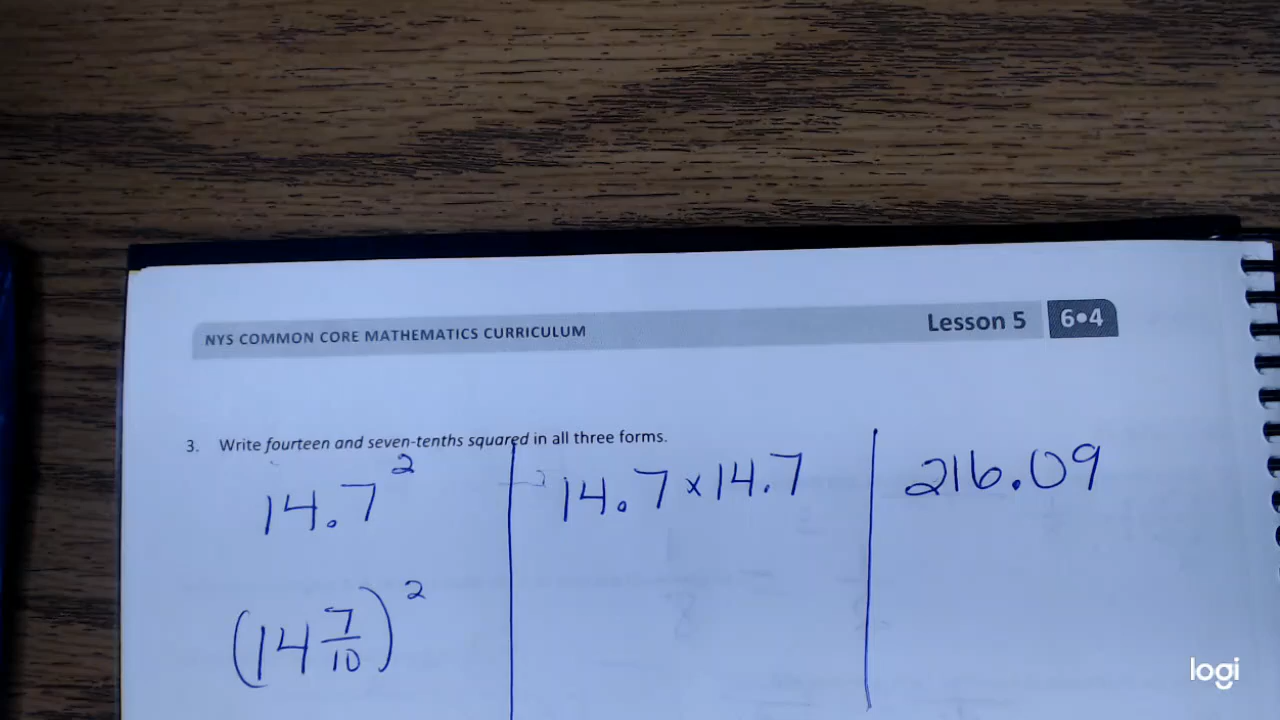 NYS COMMON CORE MATHEMATICS CURRICULUM
Lesson 5
6•4
3. Write fourteen and seven-tenths squared in all three forms.
14.7²
14.7 × 14.7
216.09
(14 7/10)²
logi